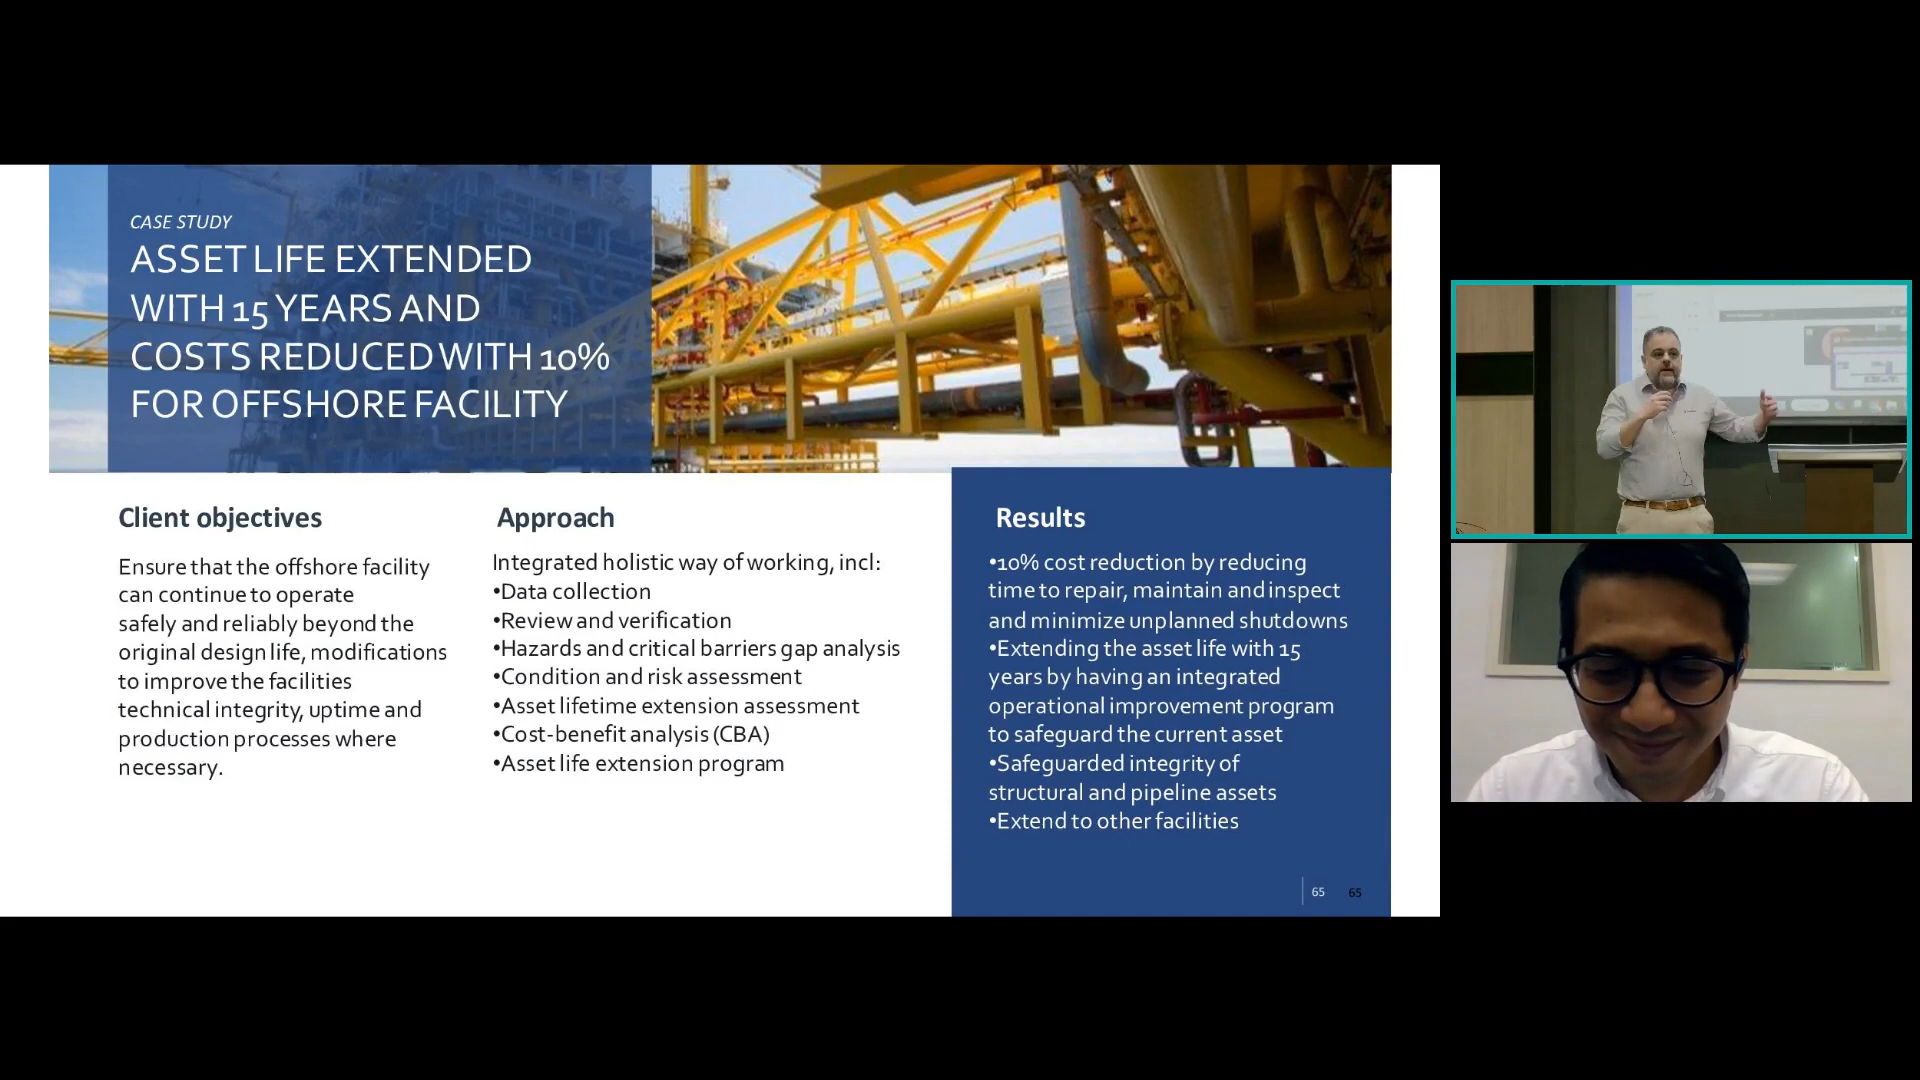 CASE STUDY
ASSET LIFE EXTENDED
WITH 15 YEARS AND
COSTS REDUCED WITH 10%
FOR OFFSHORE FACILITY
Client objectives
Ensure that the offshore facility
can continue to operate
safely and reliably beyond the
original design life, modifications
to improve the facilities
technical integrity, uptime and
production processes where
necessary.
Approach
Integrated holistic way of working, incl:
•Data collection
•Review and verification
•Hazards and critical barriers gap analysis
•Condition and risk assessment
•Asset lifetime extension assessment
•Cost-benefit analysis (CBA)
•Asset life extension program
Results
•10% cost reduction by reducing
time to repair, maintain and inspect
and minimize unplanned shutdowns
•Extending the asset life with 15
years by having an integrated
operational improvement program
to safeguard the current asset
•Safeguarded integrity of
structural and pipeline assets
•Extend to other facilities
65 65